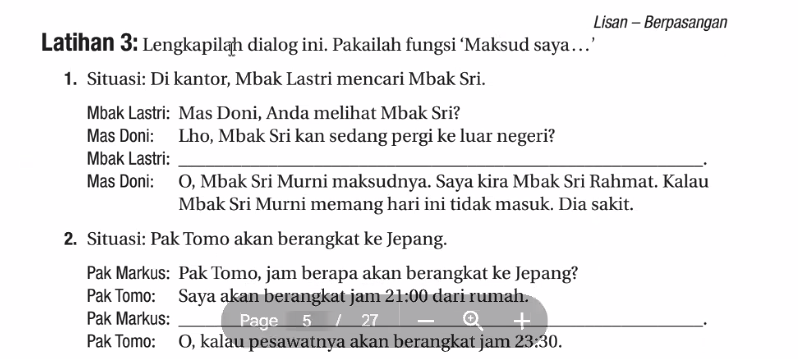 Lisan – Berpasangan
Latihan 3: Lengkapilah dialog ini. Pakailah fungsi ‘Maksud saya…’
1. Situasi: Di kantor, Mbak Lastri mencari Mbak Sri.
Mbak Lastri: Mas Doni, Anda melihat Mbak Sri?
Mas Doni: Lho, Mbak Sri kan sedang pergi ke luar negeri?
Mbak Lastri: ______.
Mas Doni: O, Mbak Sri Murni maksudnya. Saya kira Mbak Sri Rahmat. Kalau
Mbak Sri Murni memang hari ini tidak masuk. Dia sakit.
2. Situasi: Pak Tomo akan berangkat ke Jepang.
Pak Markus: Pak Tomo, jam berapa akan berangkat ke Jepang?
Pak Tomo: Saya akan berangkat jam 21:00 dari rumah.
Pak Markus: ______.
Page 5 / 27
Pak Tomo: O, kalau pesawatnya akan berangkat jam 23:30.